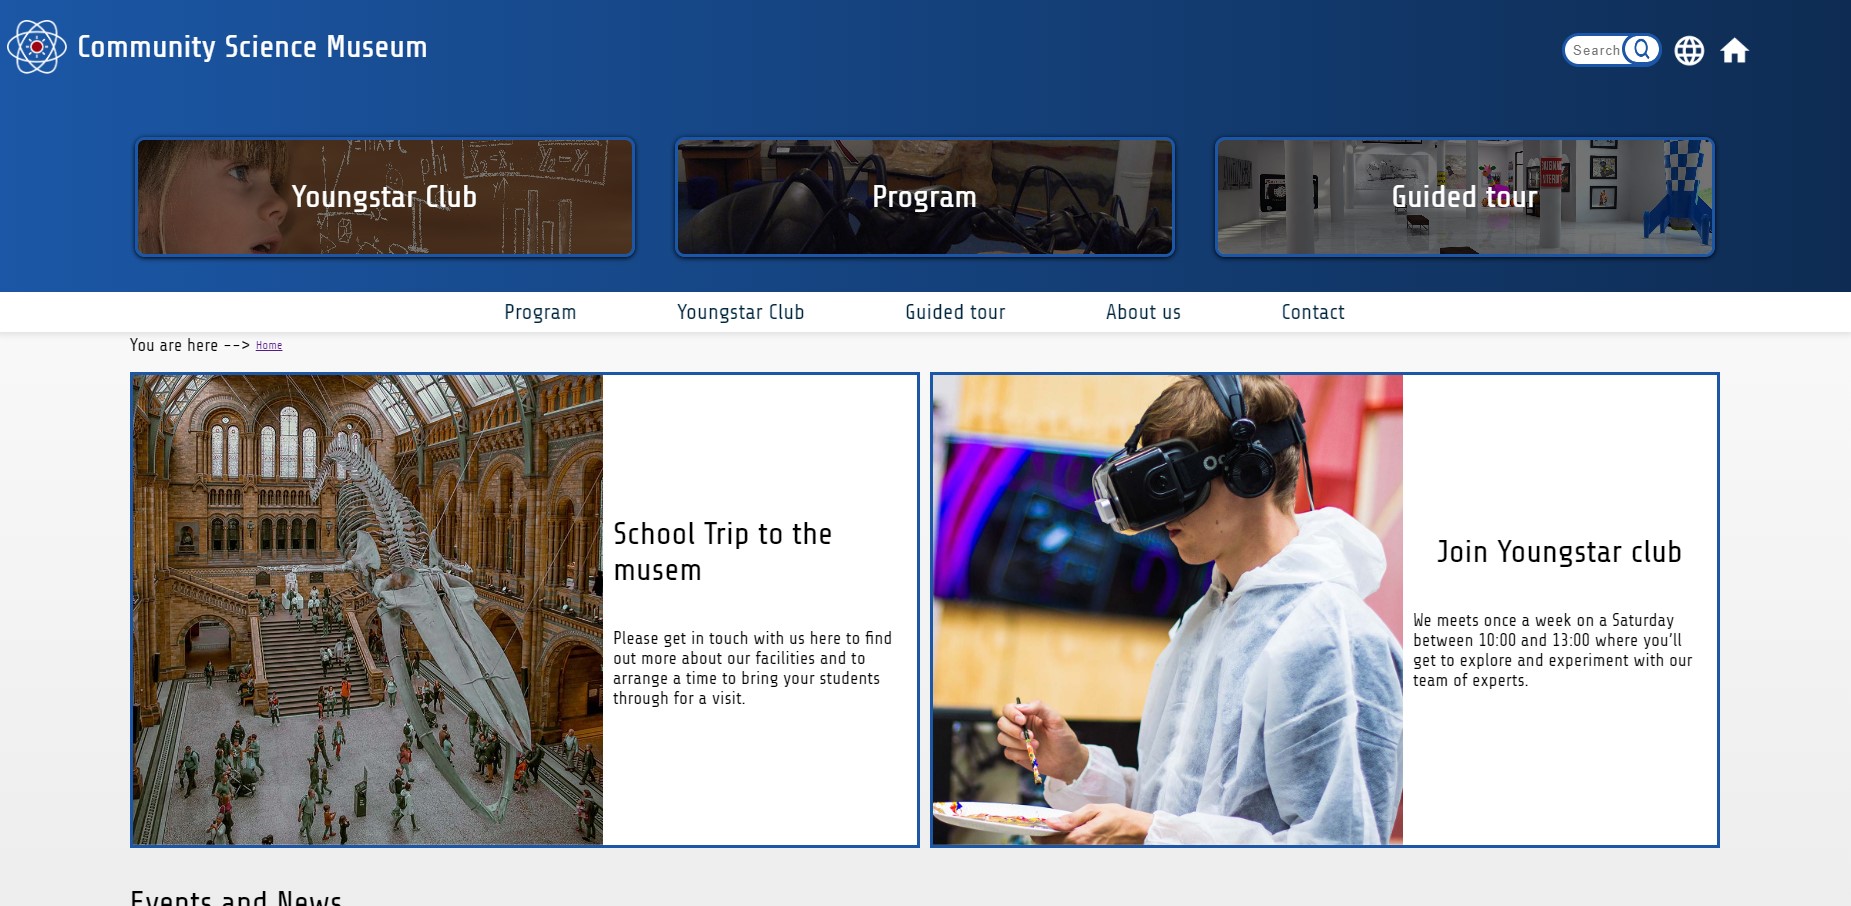 Community Science Museum
Search
Youngstar Club
Program
Guided tour
Program
Youngstar Club
Guided tour
About us
Contact
You are here --> Home
School Trip to the
musem
Please get in touch with us here to find
out more about our facilities and to
arrange a time to bring your students
through for a visit.
Join Youngstar club
We meets once a week on a Saturday
between 10:00 and 13:00 where you'll
get to explore and experiment with our
team of experts.
Events and News